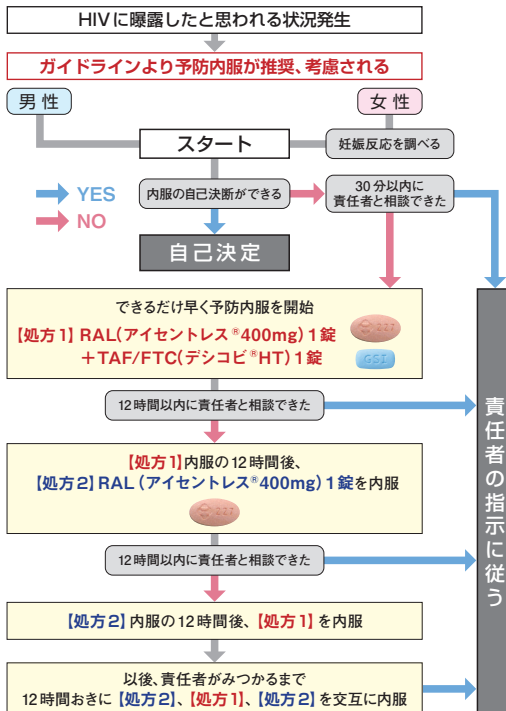 HIVに曝露したと思われる状況発生
ガイドラインより予防内服が推奨、考慮される
男性
女性
スタート
妊娠反応を調べる
YES
NO
内服の自己決断ができる
30分以内に
責任者と相談できた
自己決定
できるだけ早く予防内服を開始
【処方1】RAL(アイセントレス®400mg)1錠
+TAF/FTC(デシコビ®HT)1錠
227
GSI
12時間以内に責任者と相談できた
【処方1】内服の12時間後、
【処方2】RAL(アイセントレス®400mg)1錠を内服
227
12時間以内に責任者と相談できた
【処方2】内服の12時間後、【処方1】を内服
以後、責任者がみつかるまで
12時間おきに【処方2】、【処方1】、【処方2】を交互に内服
責任者の指示に従う